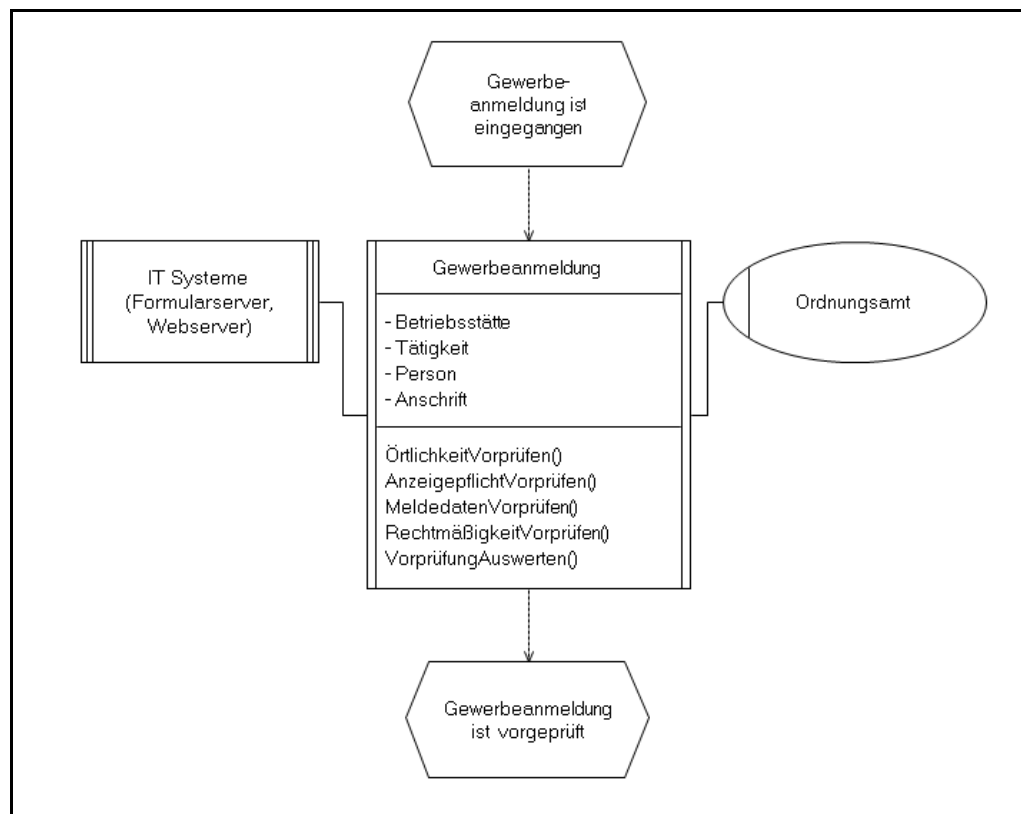 Gewerbe-
anmeldung ist
eingegangen
IT Systeme
(Formularserver,
Webserver)
Gewerbeanmeldung
- Betriebsstätte
- Tätigkeit
- Person
- Anschrift
ÖrtlichkeitVorprüfen()
AnzeigepflichtVorprüfen()
MeldedatenVorprüfen()
RechtmäßigkeitVorprüfen()
VorprüfungAuswerten()
Ordnungsamt
Gewerbeanmeldung
ist vorgeprüft